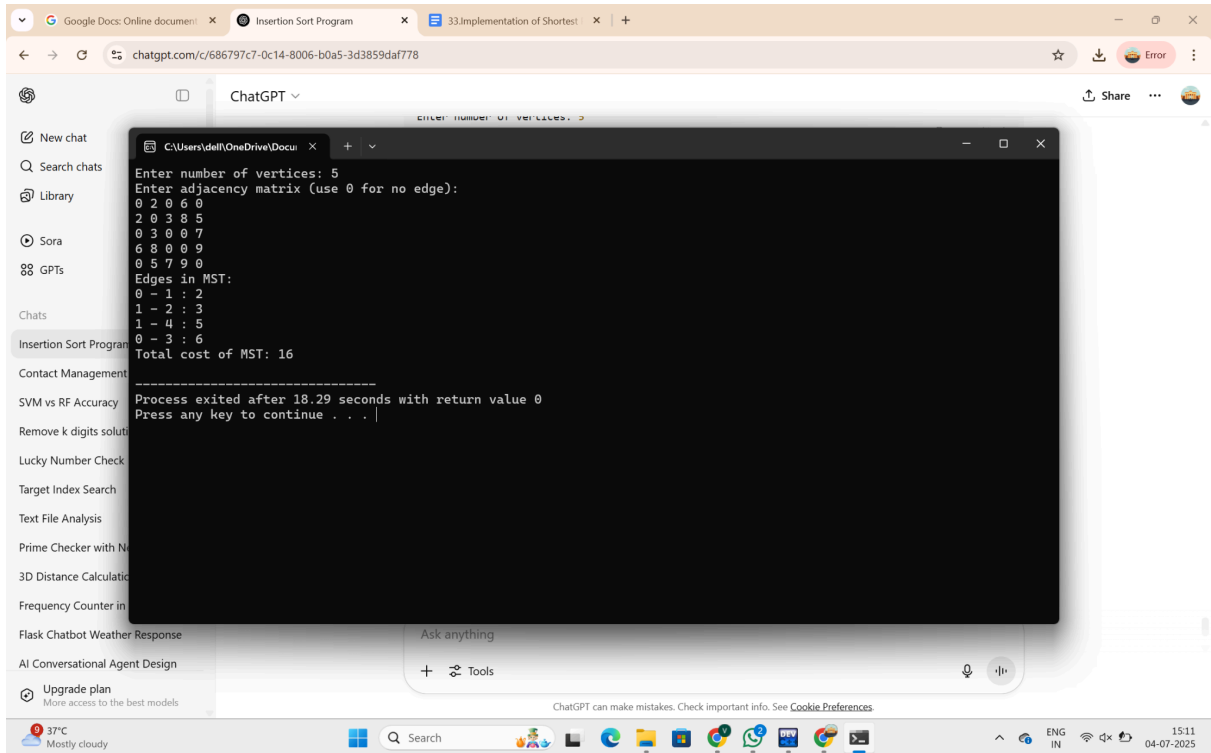 Google Docs: Online document
Insertion Sort Program
33.Implementation of Shortest
chatgpt.com/c/686797c7-0c14-8006-b0a5-3d3859daf778
Error
ChatGPT
Share
New chat
Search chats
Library
Sora
GPTs
Chats
Insertion Sort Program
Contact Management
SVM vs RF Accuracy
Remove k digits soluti
Lucky Number Check
Target Index Search
Text File Analysis
Prime Checker with N
3D Distance Calculatio
Frequency Counter in
Flask Chatbot Weather Response
AI Conversational Agent Design
Upgrade plan
More access to the best models
Enter number of vertices: 5
C:\Users\dell\OneDrive\Docu
Enter number of vertices: 5
Enter adjacency matrix (use 0 for no edge):
0 2 0 6 0
2 0 3 8 5
0 3 0 0 7
6 8 0 0 9
0 5 7 9 0
Edges in MST:
0 - 1 : 2
1 - 2 : 3
1 - 4 : 5
0 - 3 : 6
Total cost of MST: 16
--------------------------------
Process exited after 18.29 seconds with return value 0
Press any key to continue . . .
Ask anything
Tools
ChatGPT can make mistakes. Check important info. See Cookie Preferences.
9
37°C
Mostly cloudy
Search
DEV
ENG
IN
15:11
04-07-2025